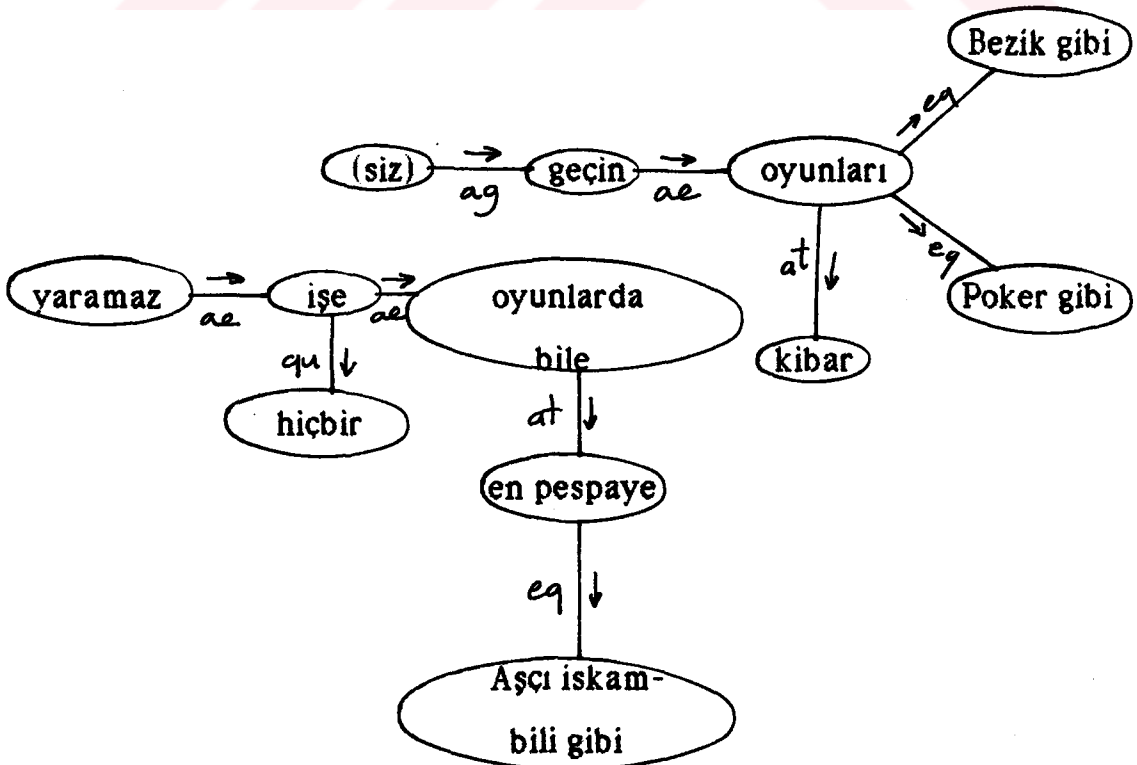 Bezik gibi
eq
(siz) ag geçin ae oyunları
eq
at
Poker gibi
kibar
yaramaz ae işe ae oyunlarda
bile
qu
hiçbir
at
en pespaye
eq
Aşçı iskam-
bili gibi